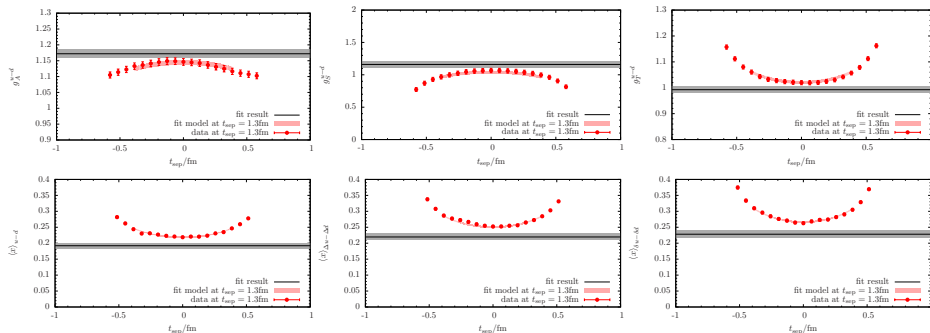 1.3
1.25
1.2
1.15
1.1
1.05
1
0.95
0.9
g_A^{u-d}
fit result
fit model at t_sep = 1.3fm
data at t_sep = 1.3fm
-1 -0.5 0 0.5 1
t_sep/fm
2
1.5
1
0.5
0
g_S^{u-d}
fit result
fit model at t_sep = 1.3fm
data at t_sep = 1.3fm
-1 -0.5 0 0.5 1
t_sep/fm
1.3
1.2
1.1
1
0.9
0.8
g_T^{u-d}
fit result
fit model at t_sep = 1.3fm
data at t_sep = 1.3fm
-1 -0.5 0 0.5
t_sep/fm
0.4
0.35
0.3
0.25
0.2
0.15
0.1
0.05
0
⟨x⟩_{u-d}
fit result
fit model at t_sep = 1.3fm
data at t_sep = 1.3fm
-1 -0.5 0 0.5 1
t_sep/fm
0.4
0.35
0.3
0.25
0.2
0.15
0.1
0.05
0
⟨x⟩_{Δu-Δd}
fit result
fit model at t_sep = 1.3fm
data at t_sep = 1.3fm
-1 -0.5 0 0.5 1
t_sep/fm
0.4
0.35
0.3
0.25
0.2
0.15
0.1
0.05
0
⟨x⟩_{δu-δd}
fit result
fit model at t_sep = 1.3fm
data at t_sep = 1.3fm
-1 -0.5 0 0.5
t_sep/fm